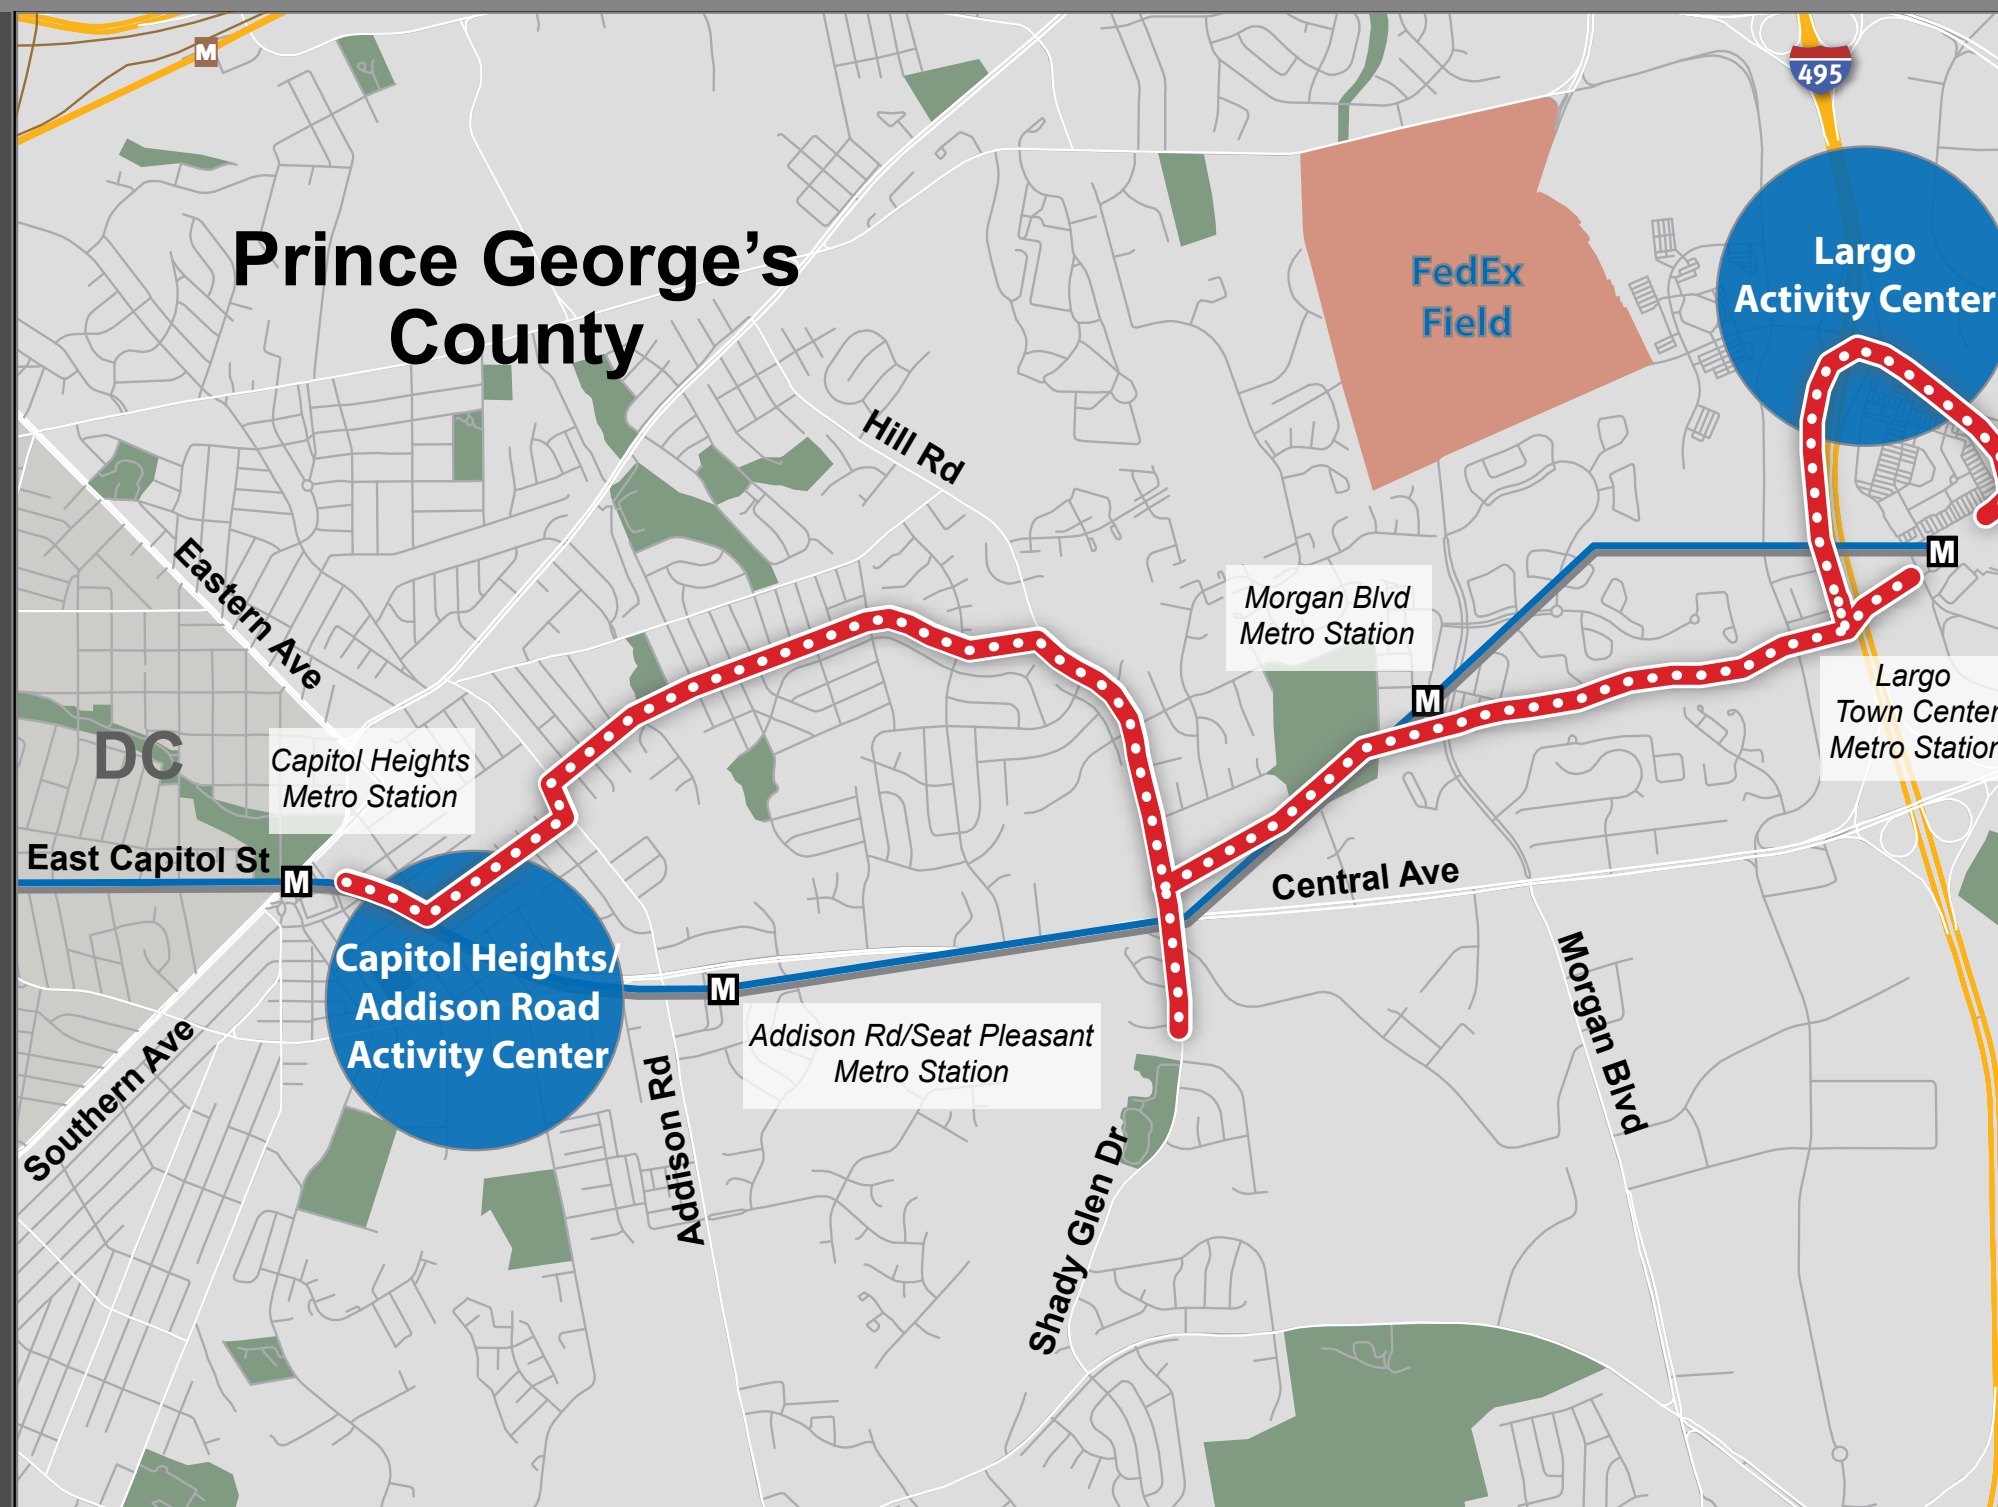 M
495
Prince George’s
County
FedEx
Field
Largo
Activity Center
Hill Rd
Eastern Ave
M
Morgan Blvd
Metro Station
M
Largo
Town Center
Metro Station
DC
Capitol Heights
Metro Station
East Capitol St
M
Central Ave
Capitol Heights/
Addison Road
Activity Center
M
Addison Rd/Seat Pleasant
Metro Station
Southern Ave
Addison Rd
Shady Glen Dr
Morgan Blvd